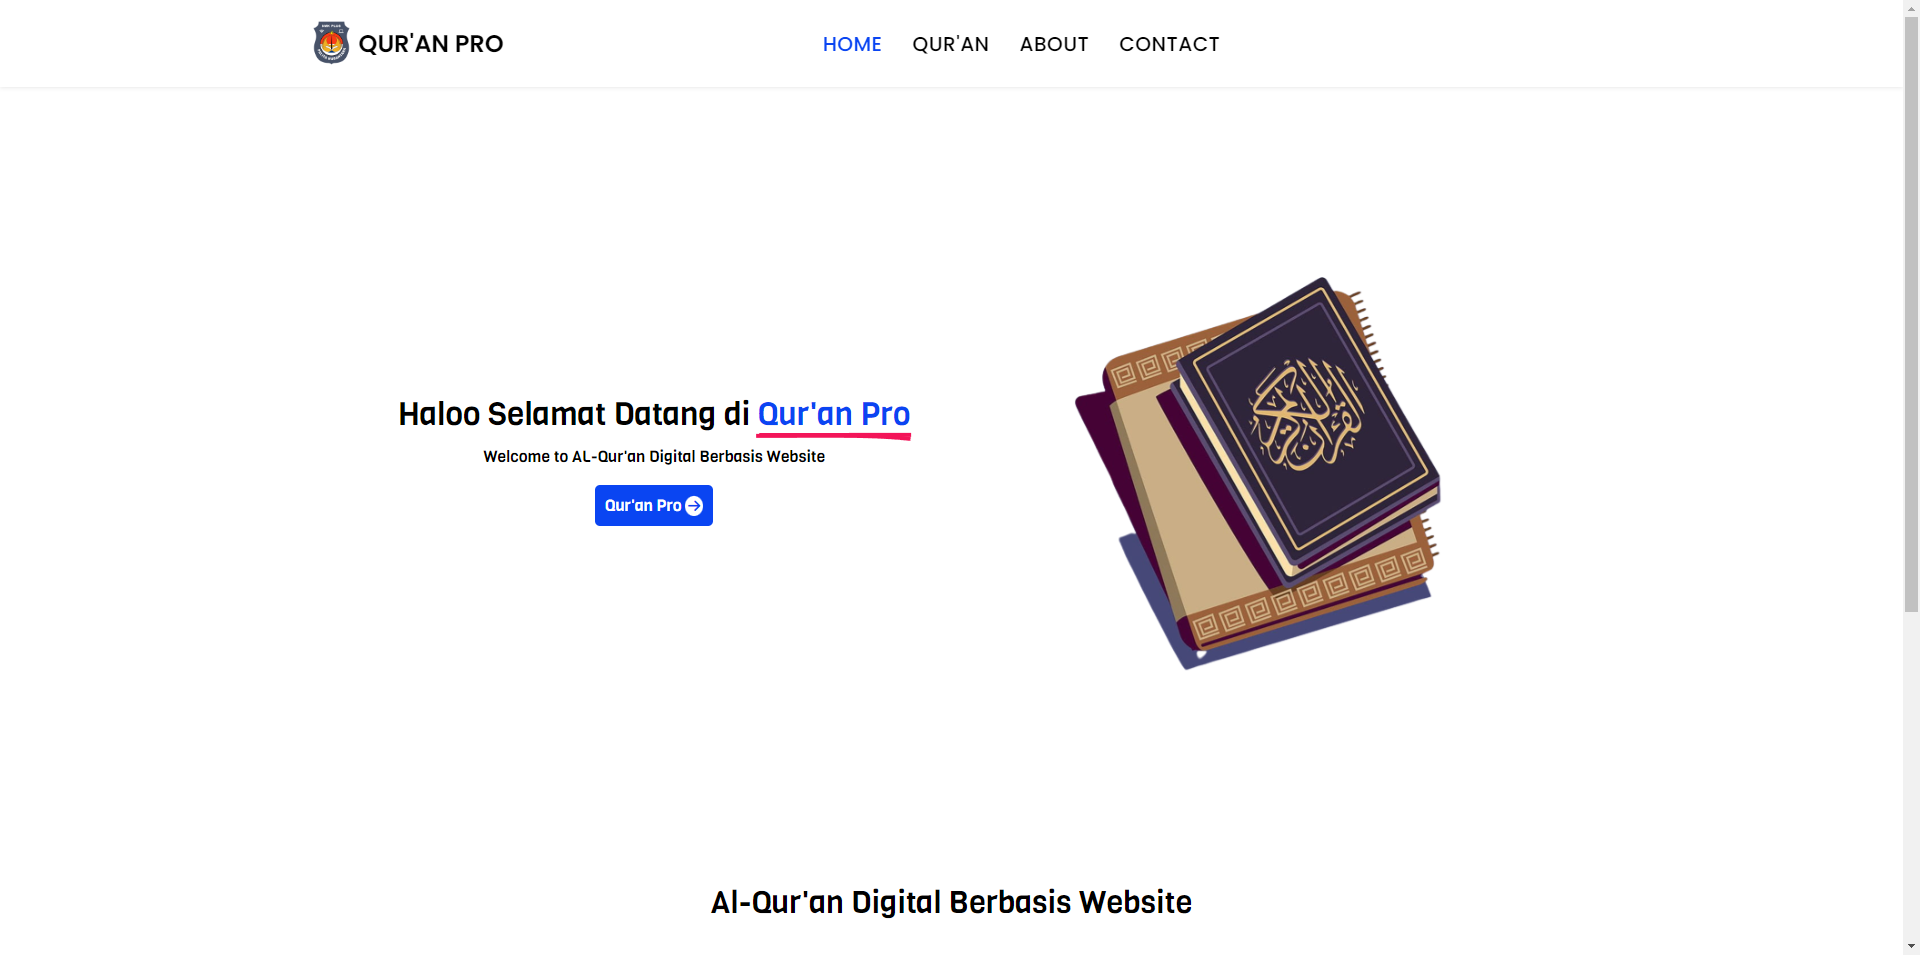 QUR'AN PRO
HOME QUR'AN ABOUT CONTACT
Haloo Selamat Datang di Qur'an Pro
Welcome to AL-Qur'an Digital Berbasis Website
Qur'an Pro
القرآن الكريم
Al-Qur'an Digital Berbasis Website